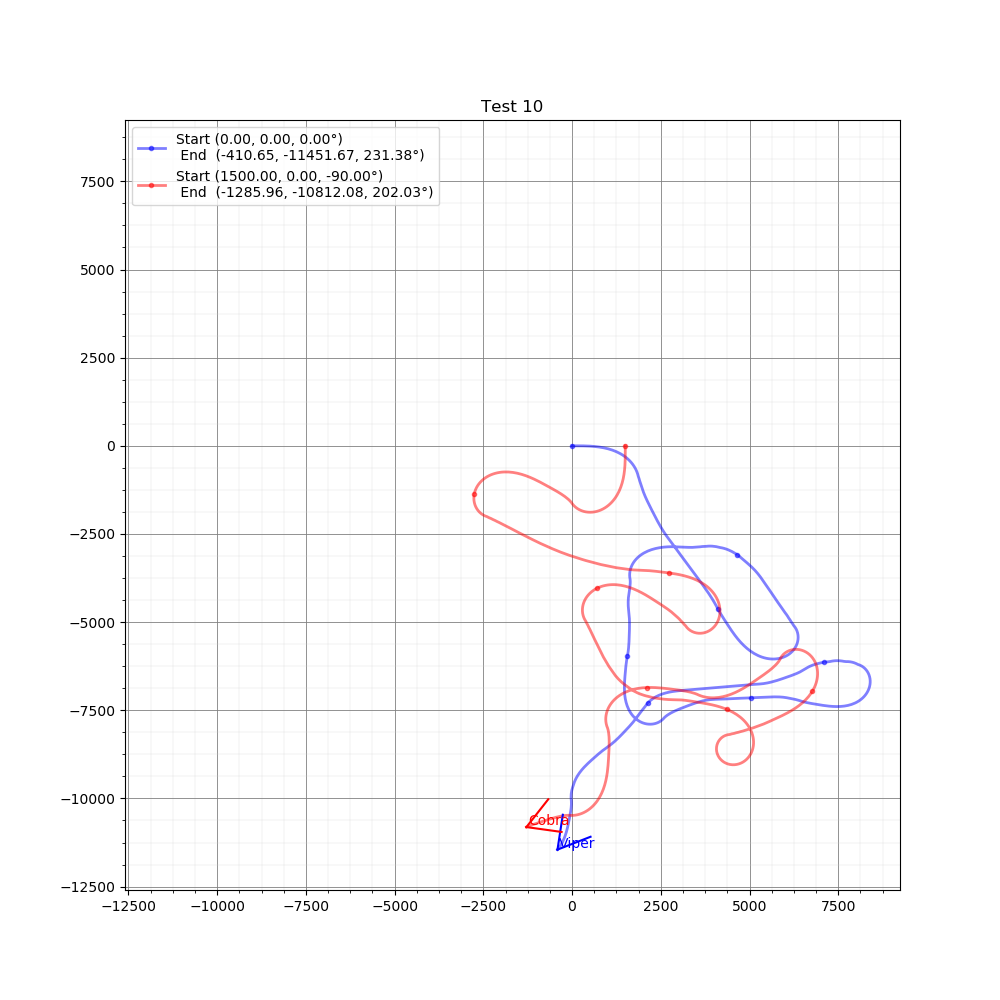 Test 10
Start (0.00, 0.00, 0.00°)
End  (-410.65, -11451.67, 231.38°)
Start (1500.00, 0.00, -90.00°)
End  (-1285.96, -10812.08, 202.03°)
7500
5000
2500
0
−2500
−5000
−7500
−10000
−12500
Cobra
Viper
−12500 −10000 −7500 −5000 −2500 0 2500 5000 7500